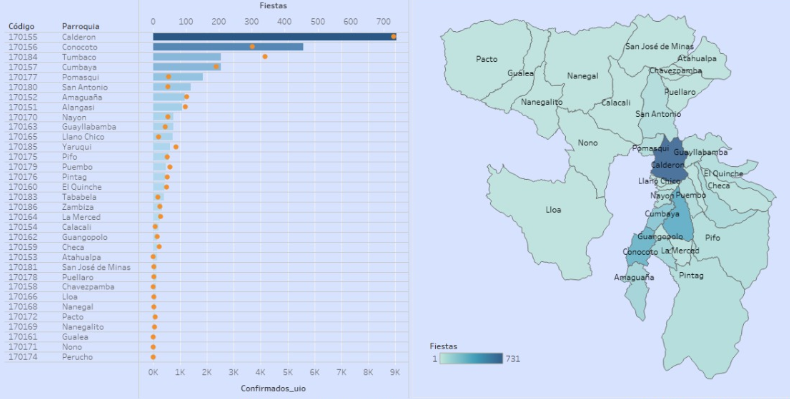 Fiestas
0 100 200 300 400 500 600 700
Código Parroquia
170155 Calderon
170156 Conocoto
170184 Tumbaco
170157 Cumbaya
170177 Pomasqui
170180 San Antonio
170152 Amaguaña
170151 Alangasi
170170 Nayon
170163 Guayllabamba
170165 Llano Chico
170185 Yaruqui
170175 Pifo
170179 Puembo
170176 Pintag
170160 El Quinche
170183 Tababela
170186 Zambiza
170164 La Merced
170154 Calacali
170162 Guangopolo
170159 Checa
170153 Atahualpa
170181 San José de Minas
170178 Puellaro
170158 Chavezpamba
170166 Lloa
170168 Nanegal
170172 Pacto
170169 Nanegalito
170161 Gualea
170171 Nono
170174 Perucho
0K 1K 2K 3K 4K 5K 6K 7K 8K 9K
Confirmados_uio
San José de Minas
Pacto
Atahualpa
Gualea
Nanegal
Chavezpamba
Puellaro
Nanegalito
Calacali
San Antonio
Nono
Pomasqui
Guayllabamba
Calderon
El Quinche
Llano Chico
Checa
Nayon
Puembo
Lloa
Cumbaya
Guangopolo
Pifo
Conocoto
La Merced
Amaguaña
Pintag
Fiestas
1 731